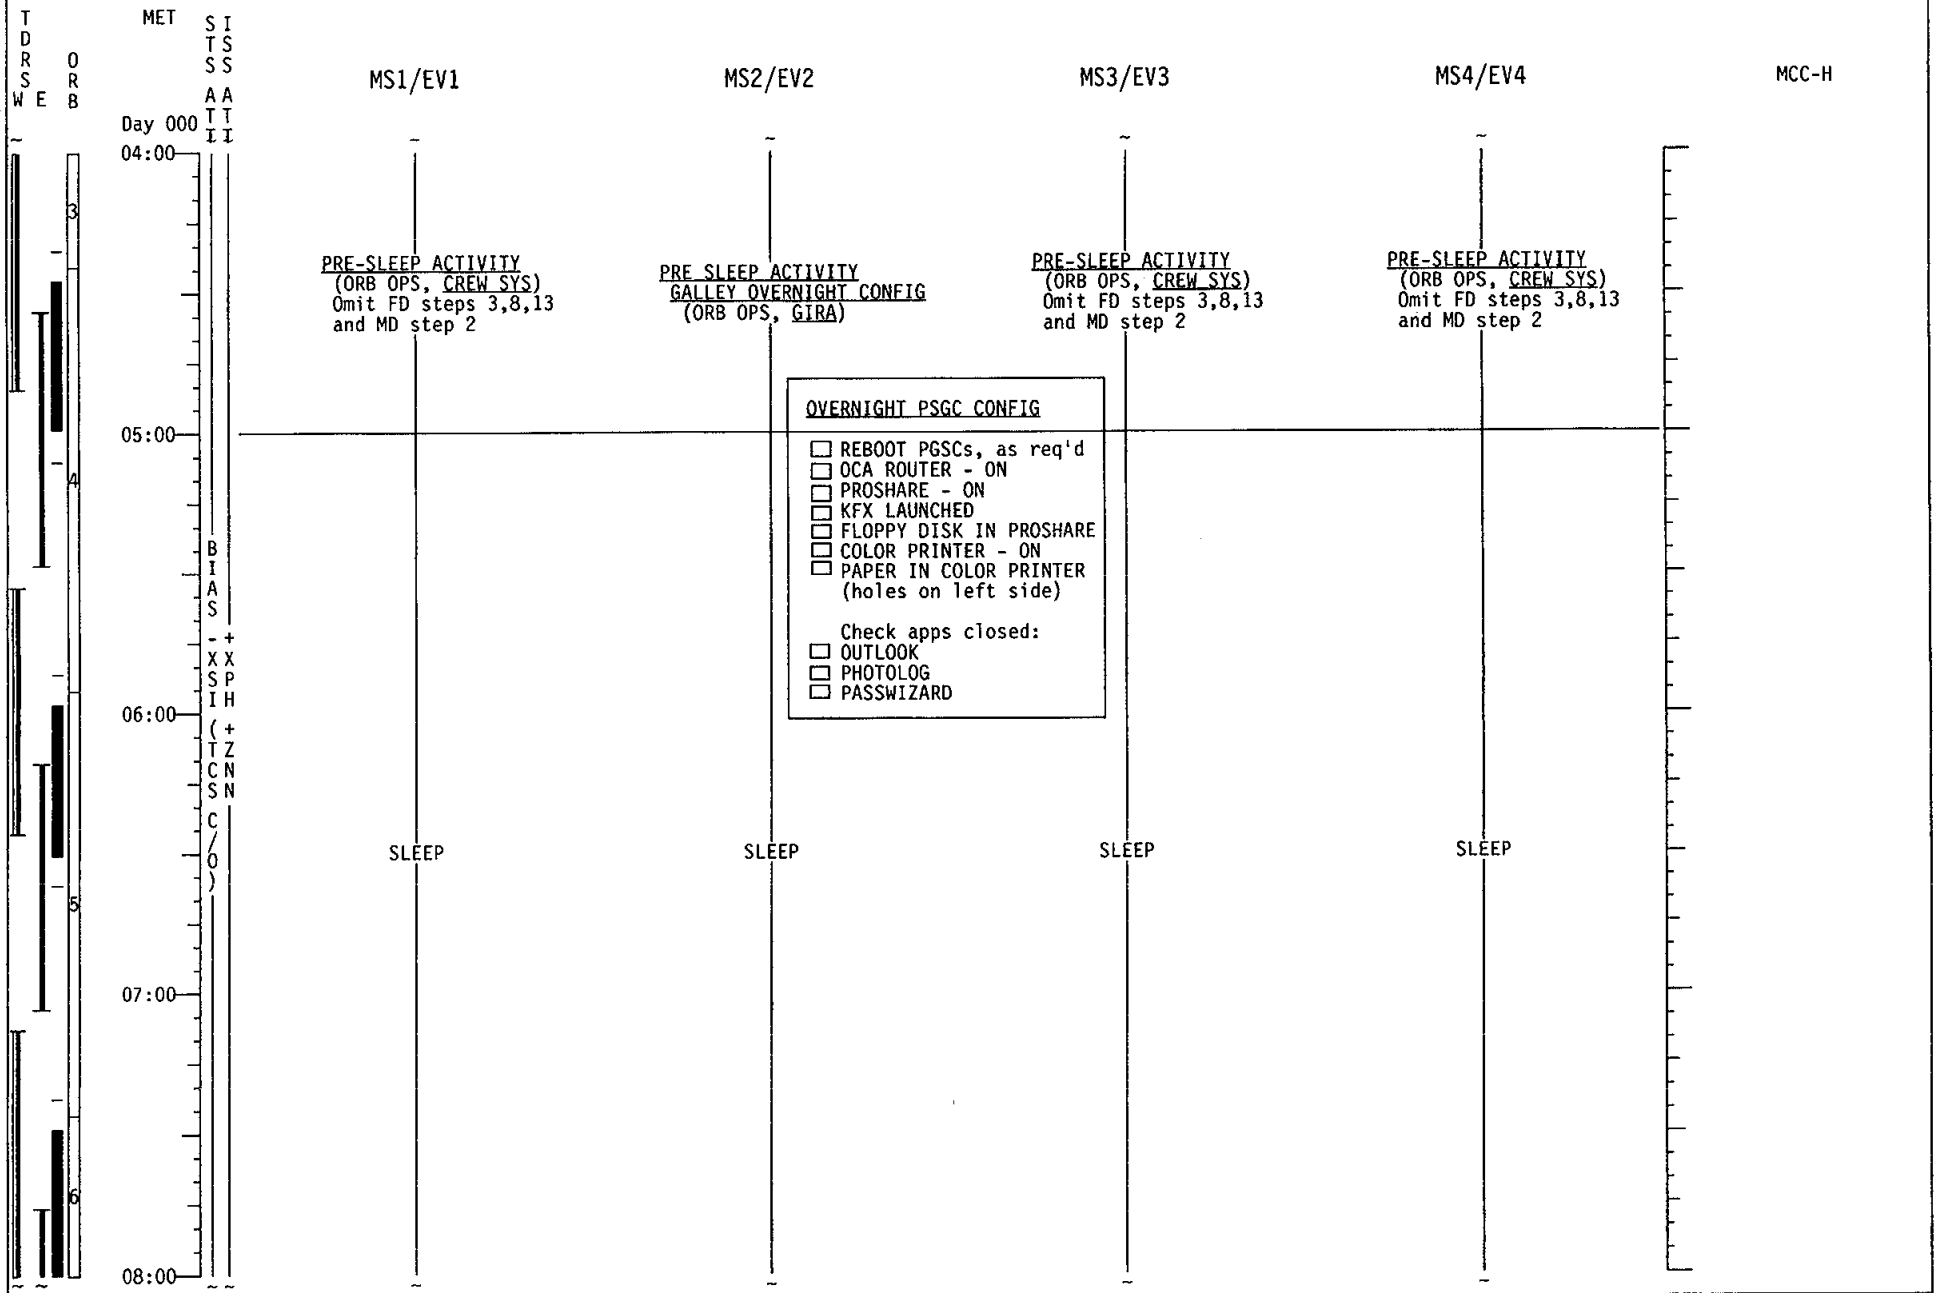 TDRS
W E
ORB
MET
STS ATT
ISS ATT
MS1/EV1
MS2/EV2
MS3/EV3
MS4/EV4
MCC-H
Day 000
04:00
3
PRE-SLEEP ACTIVITY
(ORB OPS, CREW SYS)
Omit FD steps 3,8,13
and MD step 2
PRE SLEEP ACTIVITY
GALLEY OVERNIGHT CONFIG
(ORB OPS, GIRA)
PRE-SLEEP ACTIVITY
(ORB OPS, CREW SYS)
Omit FD steps 3,8,13
and MD step 2
PRE-SLEEP ACTIVITY
(ORB OPS, CREW SYS)
Omit FD steps 3,8,13
and MD step 2
05:00
4
OVERNIGHT PSGC CONFIG
REBOOT PGSCs, as req'd
OCA ROUTER - ON
PROSHARE - ON
KFX LAUNCHED
FLOPPY DISK IN PROSHARE
COLOR PRINTER - ON
PAPER IN COLOR PRINTER
(holes on left side)
Check apps closed:
OUTLOOK
PHOTOLOG
PASSWIZARD
BIAS -XSI (TCS C/O)
+XPH +ZNN
06:00
SLEEP
SLEEP
SLEEP
SLEEP
5
07:00
6
08:00